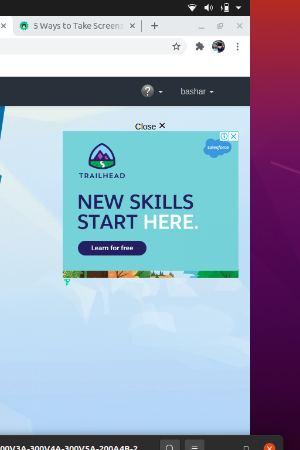 5 Ways to Take Screens
bashar
Close ✕
salesforce
TRAILHEAD
NEW SKILLS
START HERE.
Learn for free
00V3A-300V4A-300V5A-200A4B-2